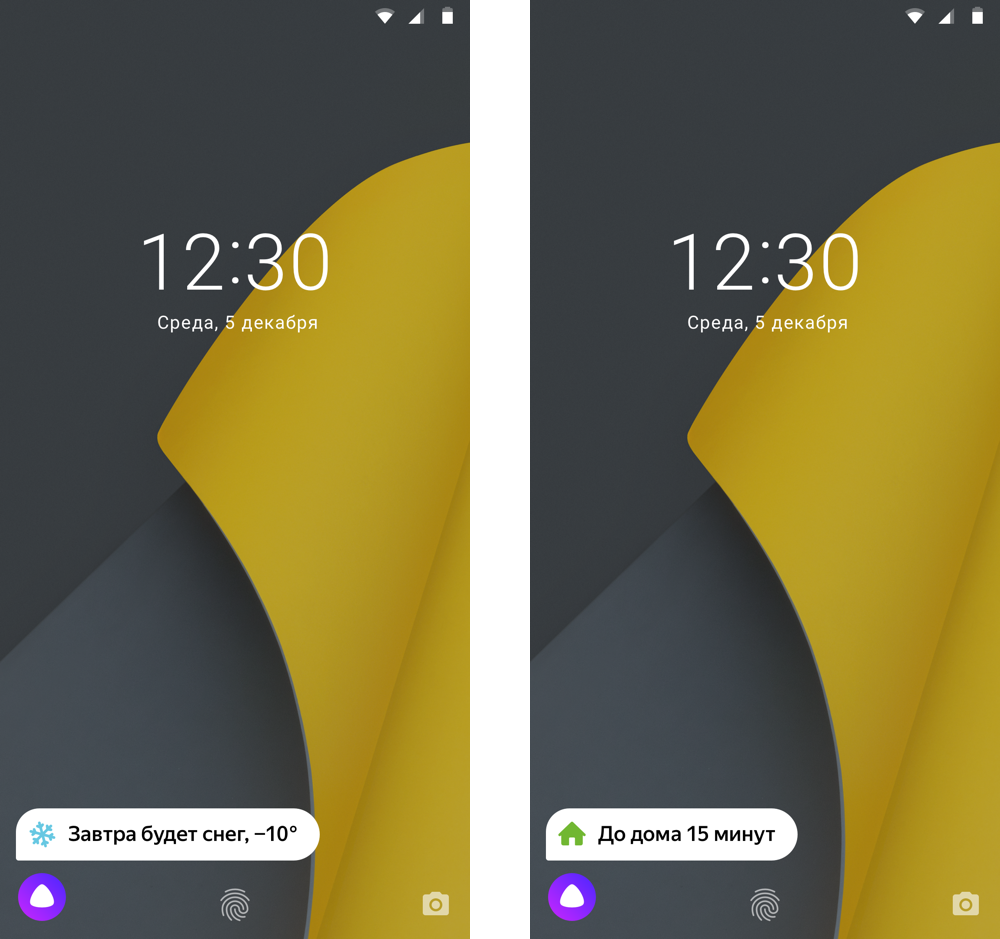 12:30
Среда, 5 декабря
Завтра будет снег, −10°
12:30
Среда, 5 декабря
До дома 15 минут